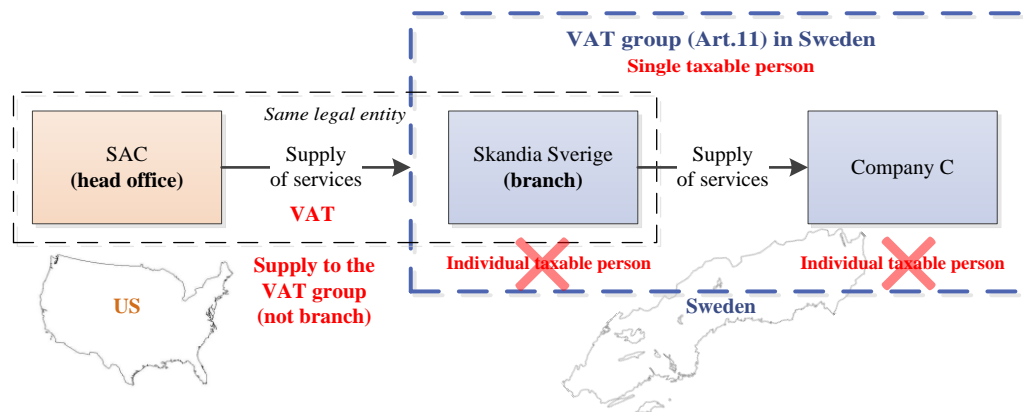 VAT group (Art.11) in Sweden
Single taxable person
Same legal entity
SAC
(head office)
Supply
of services
VAT
Skandia Sverige
(branch)
Supply
of services
Company C
Supply to the
VAT group
(not branch)
Individual taxable person
Individual taxable person
US
Sweden